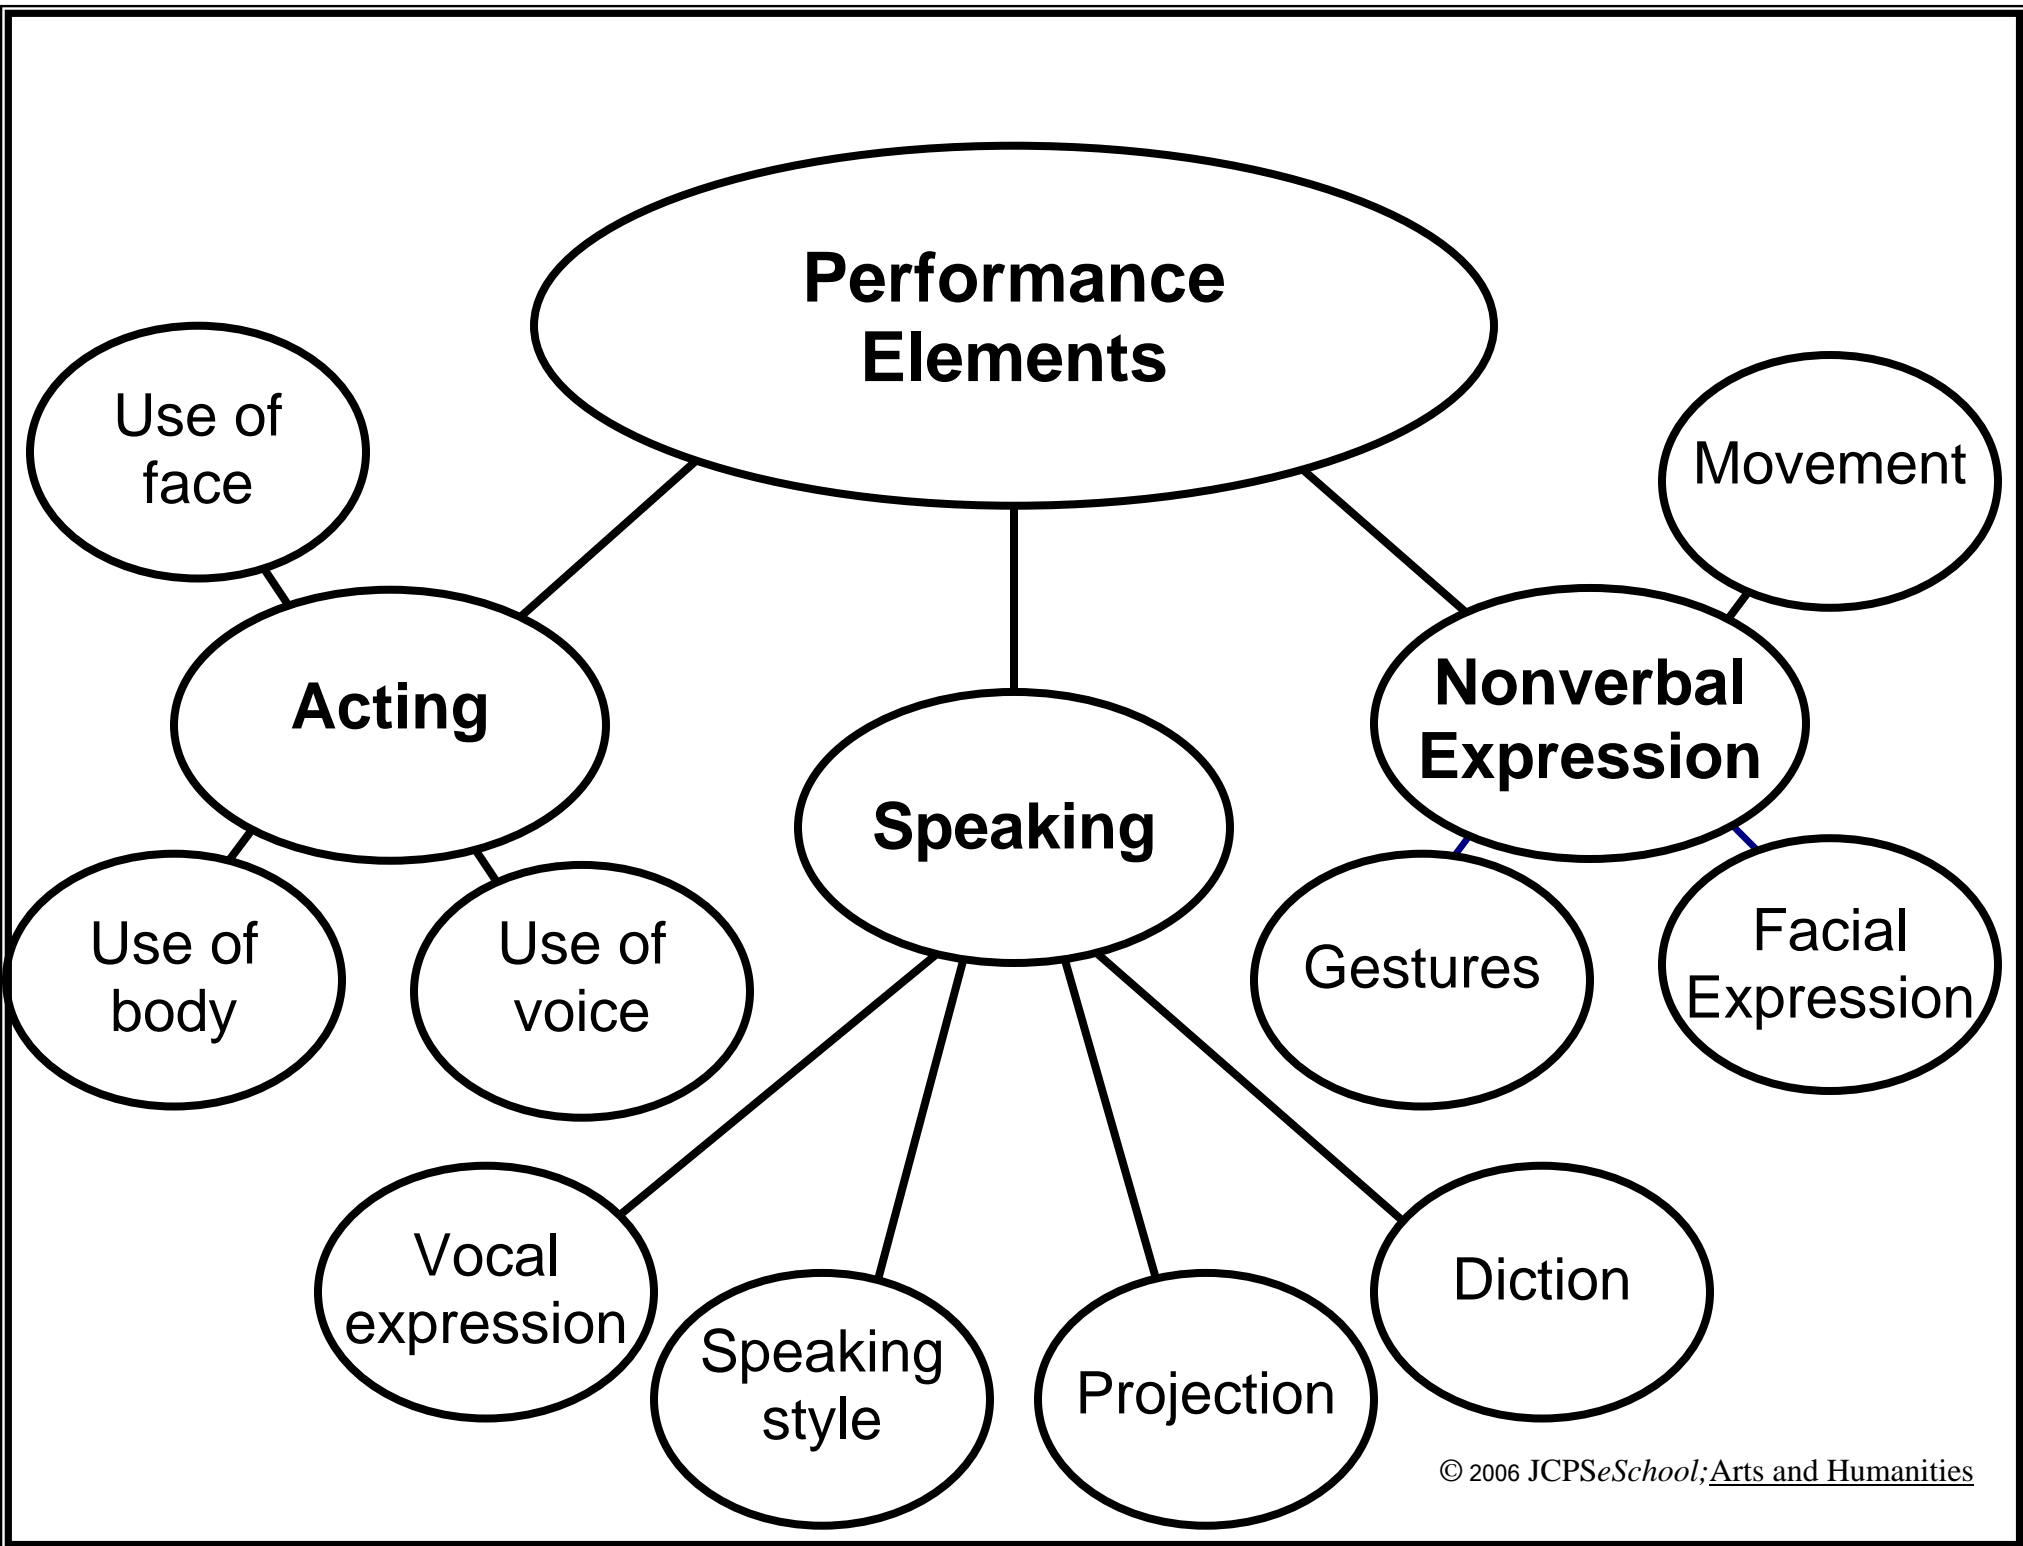 Performance
Elements
Use of
face
Movement
Acting
Nonverbal
Expression
Speaking
Use of
body
Use of
voice
Gestures
Facial
Expression
Vocal
expression
Speaking
style
Projection
Diction
© 2006 JCPSeSchool;Arts and Humanities